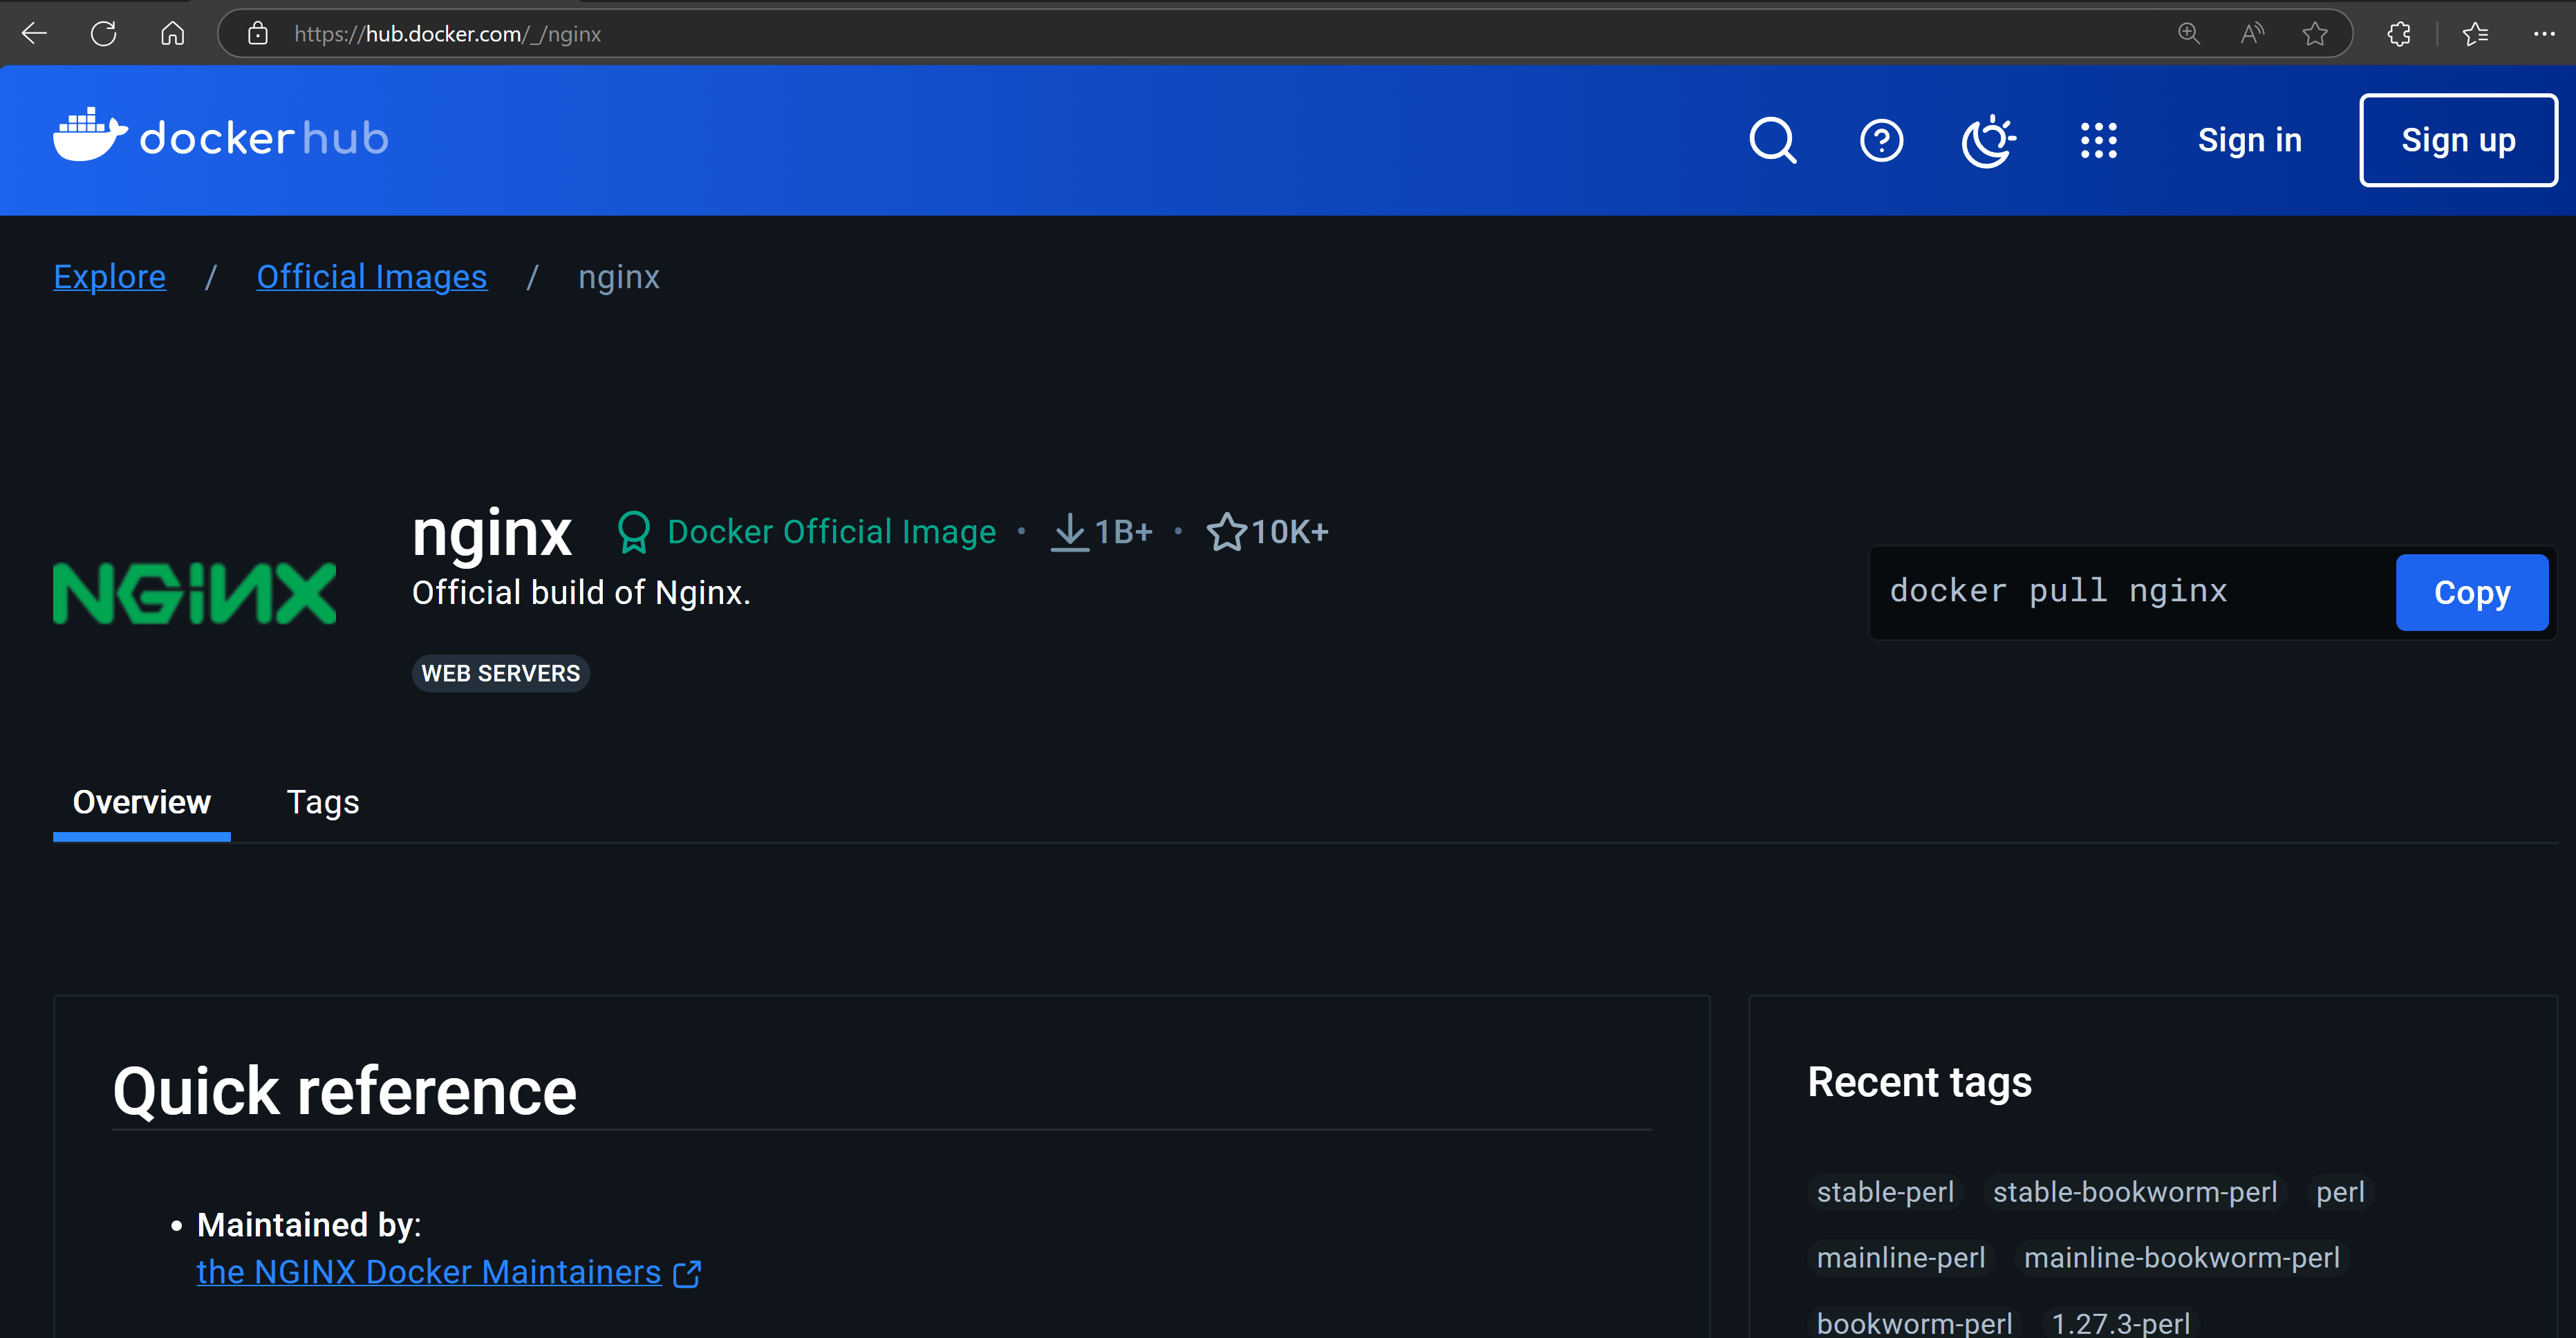 https://hub.docker.com/_/nginx
docker hub
Sign in
Sign up
Explore / Official Images / nginx
NGINX
nginx Docker Official Image • 1B+ • 10K+
Official build of Nginx.
WEB SERVERS
docker pull nginx
Copy
Overview Tags
Quick reference
• Maintained by:
the NGINX Docker Maintainers
Recent tags
stable-perl stable-bookworm-perl perl
mainline-perl mainline-bookworm-perl
bookworm-perl 1.27.3-perl